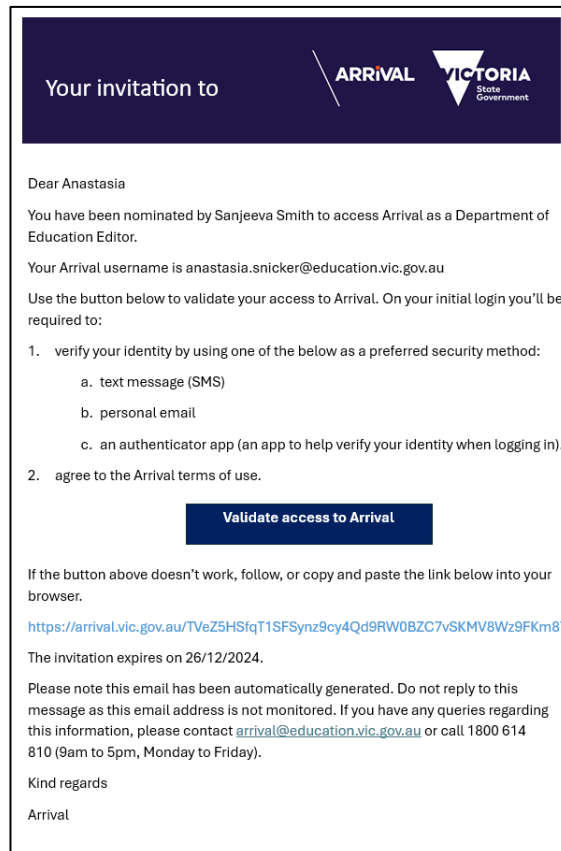 Your invitation to
ARRiVAL
VICTORIA
State
Government
Dear Anastasia
You have been nominated by Sanjeeva Smith to access Arrival as a Department of
Education Editor.
Your Arrival username is anastasia.snicker@education.vic.gov.au
Use the button below to validate your access to Arrival. On your initial login you’ll be
required to:
1. verify your identity by using one of the below as a preferred security method:
a. text message (SMS)
b. personal email
c. an authenticator app (an app to help verify your identity when logging in).
2. agree to the Arrival terms of use.
Validate access to Arrival
If the button above doesn’t work, follow, or copy and paste the link below into your
browser.
https://arrival.vic.gov.au/TVeZ5HSfqT1SFSynz9cy4Qd9RW0BZC7vSKMV8Wz9FKm8
The invitation expires on 26/12/2024.
Please note this email has been automatically generated. Do not reply to this
message as this email address is not monitored. If you have any queries regarding
this information, please contact arrival@education.vic.gov.au or call 1800 614
810 (9am to 5pm, Monday to Friday).
Kind regards
Arrival